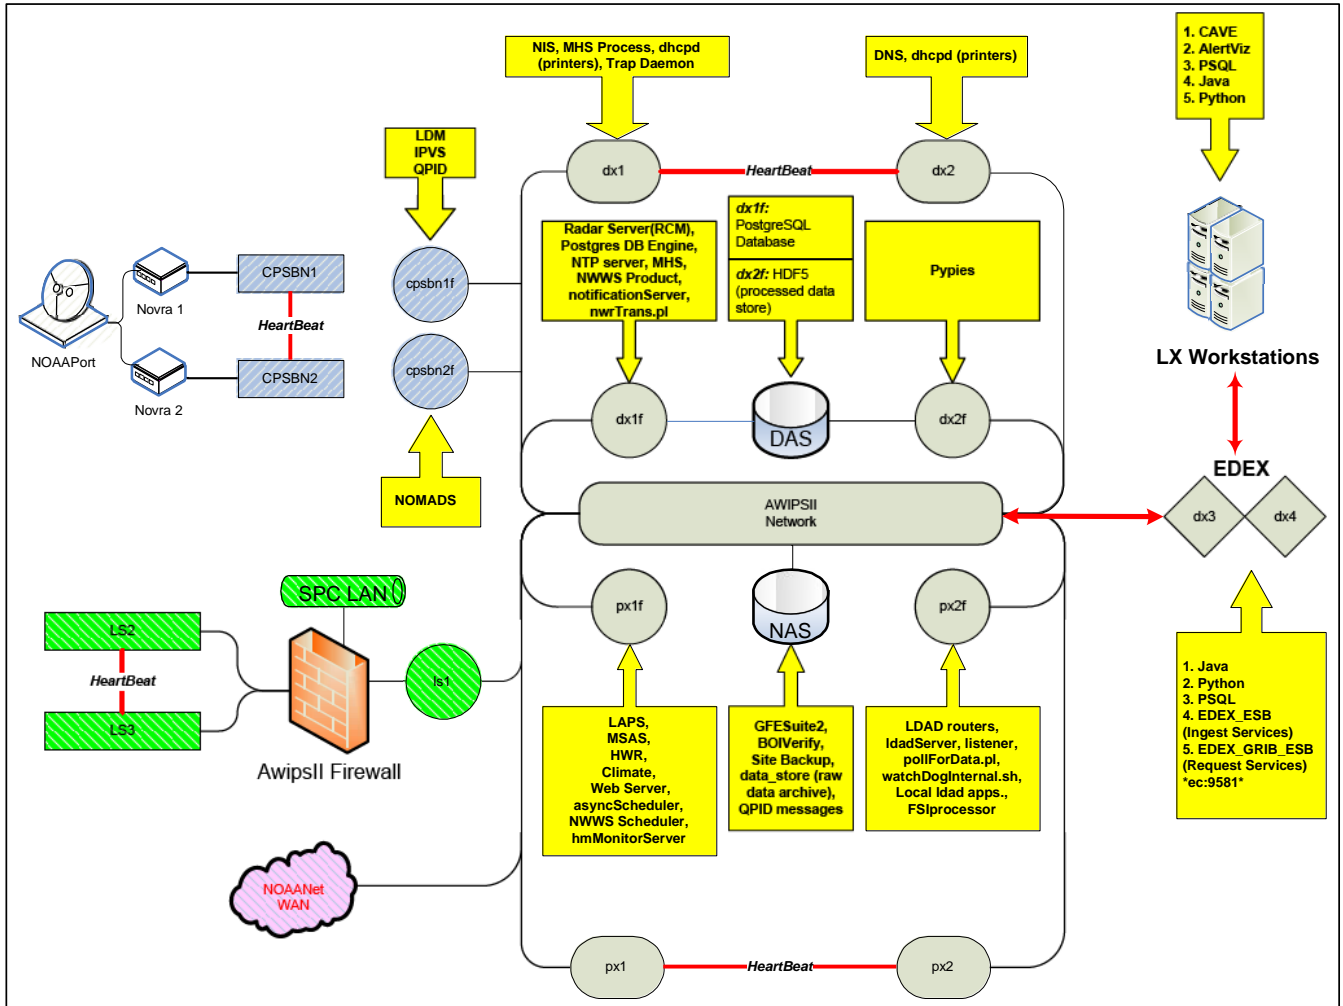 NIS, MHS Process, dhcpd
(printers), Trap Daemon
DNS, dhcpd (printers)
1. CAVE
2. AlertViz
3. PSQL
4. Java
5. Python
LDM
IPVS
QPID
dx1
HeartBeat
dx2
Radar Server(RCM),
Postgres DB Engine,
NTP server, MHS,
NWWS Product,
notificationServer,
nwrTrans.pl
dx1f:
PostgreSQL
Database
dx2f: HDF5
(processed data
store)
Pypies
NOAAPort
Novra 1
Novra 2
CPSBN1
HeartBeat
CPSBN2
cpsbn1f
cpsbn2f
NOMADS
dx1f
DAS
dx2f
LX Workstations
EDEX
dx3
dx4
AWIPSII
Network
px1f
NAS
px2f
SPC LAN
LS2
HeartBeat
LS3
AwipsII Firewall
ls1
LAPS,
MSAS,
HWR,
Climate,
Web Server,
asyncScheduler,
NWWS Scheduler,
hmMonitorServer
GFESuite2,
BOIVerify,
Site Backup,
data_store (raw
data archive),
QPID messages
LDAD routers,
ldadServer, listener,
pollForData.pl,
watchDogInternal.sh,
Local ldad apps.,
FSIprocessor
1. Java
2. Python
3. PSQL
4. EDEX_ESB
(Ingest Services)
5. EDEX_GRIB_ESB
(Request Services)
*ec:9581*
NOAANet
WAN
px1
HeartBeat
px2